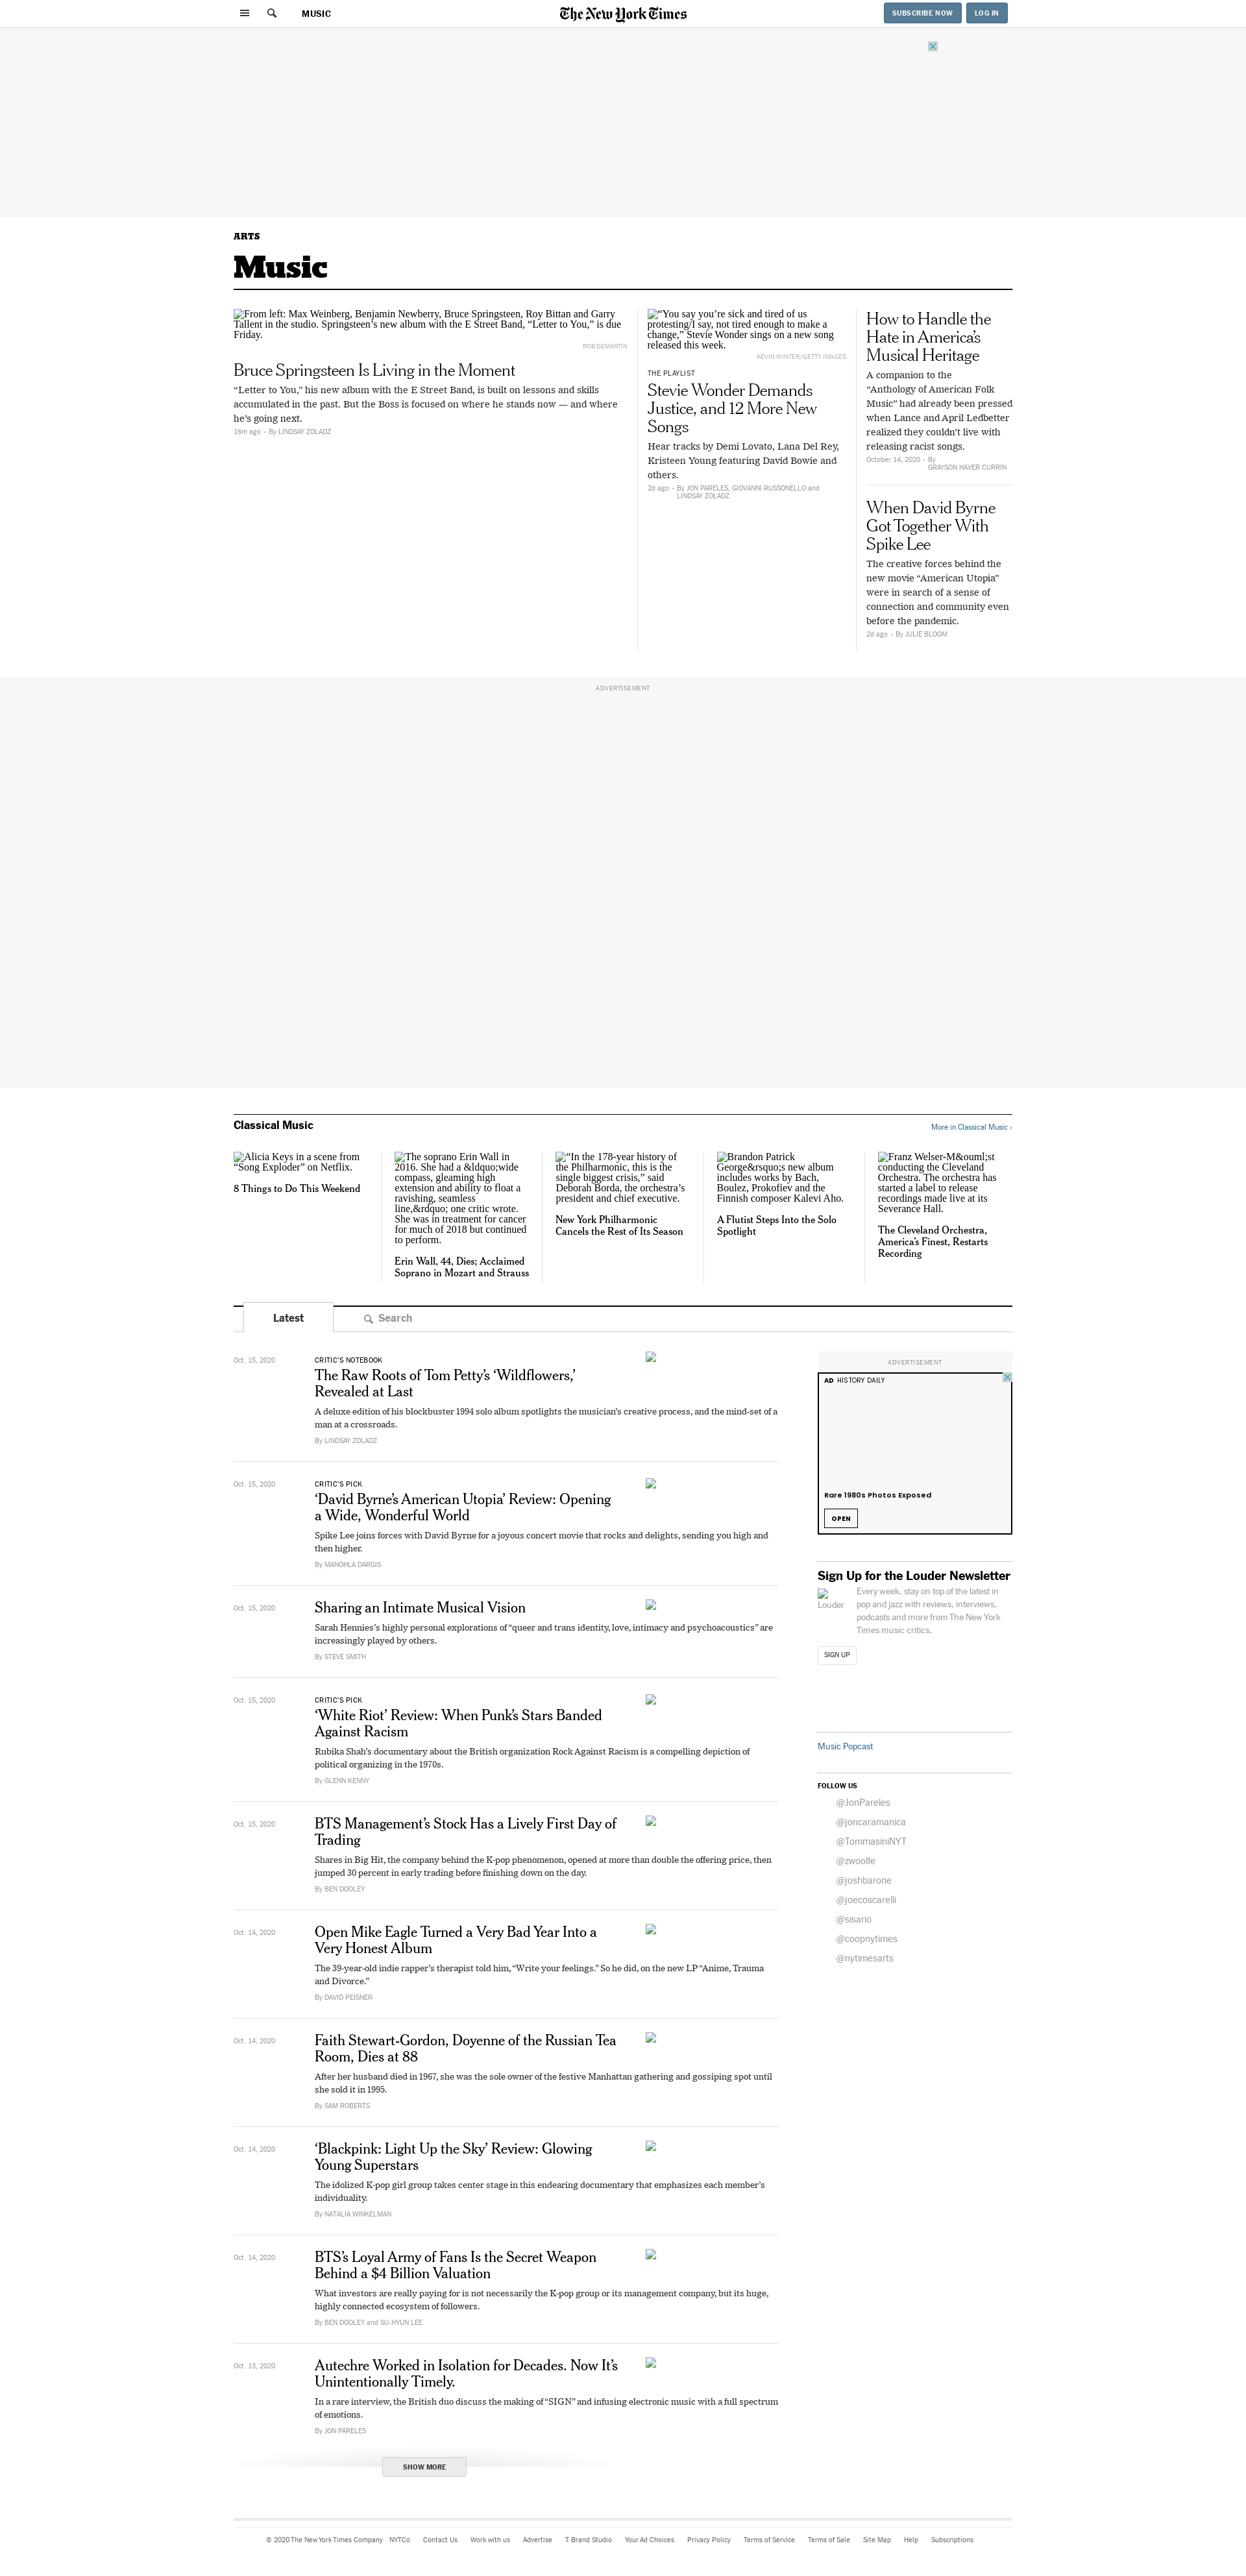 MUSIC
The New York Times
SUBSCRIBE NOW
LOG IN
ARTS
Music
From left: Max Weinberg, Benjamin Newberry, Bruce Springsteen, Roy Bittan and Garry
Tallent in the studio. Springsteen’s new album with the E Street Band, “Letter to You,” is due
Friday.
ROB DEMARTIN
Bruce Springsteen Is Living in the Moment
“Letter to You,” his new album with the E Street Band, is built on lessons and skills
accumulated in the past. But the Boss is focused on where he stands now — and where
he’s going next.
16m ago • By LINDSAY ZOLADZ
“You say you’re sick and tired of us
protesting/I say, not tired enough to make a
change,” Stevie Wonder sings on a new song
released this week.
KEVIN WINTER/GETTY IMAGES
THE PLAYLIST
Stevie Wonder Demands
Justice, and 12 More New
Songs
Hear tracks by Demi Lovato, Lana Del Rey,
Kristeen Young featuring David Bowie and
others.
2d ago • By JON PARELES, GIOVANNI RUSSONELLO and
LINDSAY ZOLADZ
How to Handle the
Hate in America’s
Musical Heritage
A companion to the
“Anthology of American Folk
Music” had already been pressed
when Lance and April Ledbetter
realized they couldn’t live with
releasing racist songs.
October 14, 2020 • By
GRAYSON HAVER CURRIN
When David Byrne
Got Together With
Spike Lee
The creative forces behind the
new movie “American Utopia”
were in search of a sense of
connection and community even
before the pandemic.
2d ago • By JULIE BLOOM
ADVERTISEMENT
Classical Music
More in Classical Music ›
Alicia Keys in a scene from
“Song Exploder” on Netflix.
8 Things to Do This Weekend
The soprano Erin Wall in
2016. She had a &ldquo;wide
compass, gleaming high
extension and ability to float a
ravishing, seamless
line,&rdquo; one critic wrote.
She was in treatment for cancer
for much of 2018 but continued
to perform.
Erin Wall, 44, Dies; Acclaimed
Soprano in Mozart and Strauss
“In the 178-year history of
the Philharmonic, this is the
single biggest crisis,” said
Deborah Borda, the orchestra’s
president and chief executive.
New York Philharmonic
Cancels the Rest of Its Season
Brandon Patrick
George&rsquo;s new album
includes works by Bach,
Boulez, Prokofiev and the
Finnish composer Kalevi Aho.
A Flutist Steps Into the Solo
Spotlight
Franz Welser-M&ouml;st
conducting the Cleveland
Orchestra. The orchestra has
started a label to release
recordings made live at its
Severance Hall.
The Cleveland Orchestra,
America’s Finest, Restarts
Recording
Latest
Search
Oct. 15, 2020
CRITIC’S NOTEBOOK
The Raw Roots of Tom Petty’s ‘Wildflowers,’
Revealed at Last
A deluxe edition of his blockbuster 1994 solo album spotlights the musician’s creative process, and the mind-set of a
man at a crossroads.
By LINDSAY ZOLADZ
Oct. 15, 2020
CRITIC’S PICK
‘David Byrne’s American Utopia’ Review: Opening
a Wide, Wonderful World
Spike Lee joins forces with David Byrne for a joyous concert movie that rocks and delights, sending you high and
then higher.
By MANOHLA DARGIS
Oct. 15, 2020
Sharing an Intimate Musical Vision
Sarah Hennies’s highly personal explorations of “queer and trans identity, love, intimacy and psychoacoustics” are
increasingly played by others.
By STEVE SMITH
Oct. 15, 2020
CRITIC’S PICK
‘White Riot’ Review: When Punk’s Stars Banded
Against Racism
Rubika Shah’s documentary about the British organization Rock Against Racism is a compelling depiction of
political organizing in the 1970s.
By GLENN KENNY
Oct. 15, 2020
BTS Management’s Stock Has a Lively First Day of
Trading
Shares in Big Hit, the company behind the K-pop phenomenon, opened at more than double the offering price, then
jumped 30 percent in early trading before finishing down on the day.
By BEN DOOLEY
Oct. 14, 2020
Open Mike Eagle Turned a Very Bad Year Into a
Very Honest Album
The 39-year-old indie rapper’s therapist told him, “Write your feelings.” So he did, on the new LP “Anime, Trauma
and Divorce.”
By DAVID PEISNER
Oct. 14, 2020
Faith Stewart-Gordon, Doyenne of the Russian Tea
Room, Dies at 88
After her husband died in 1967, she was the sole owner of the festive Manhattan gathering and gossiping spot until
she sold it in 1995.
By SAM ROBERTS
Oct. 14, 2020
‘Blackpink: Light Up the Sky’ Review: Glowing
Young Superstars
The idolized K-pop girl group takes center stage in this endearing documentary that emphasizes each member’s
individuality.
By NATALIA WINKELMAN
Oct. 14, 2020
BTS’s Loyal Army of Fans Is the Secret Weapon
Behind a $4 Billion Valuation
What investors are really paying for is not necessarily the K-pop group or its management company, but its huge,
highly connected ecosystem of followers.
By BEN DOOLEY and SU-HYUN LEE
Oct. 13, 2020
Autechre Worked in Isolation for Decades. Now It’s
Unintentionally Timely.
In a rare interview, the British duo discuss the making of “SIGN” and infusing electronic music with a full spectrum
of emotions.
By JON PARELES
SHOW MORE
ADVERTISEMENT
AD HISTORY DAILY
Rare 1980s Photos Exposed
OPEN
Sign Up for the Louder Newsletter
Louder
Every week, stay on top of the latest in
pop and jazz with reviews, interviews,
podcasts and more from The New York
Times music critics.
SIGN UP
Music Popcast
FOLLOW US
@JonPareles
@joncaramanica
@TommasiniNYT
@zwoolfe
@joshbarone
@joecoscarelli
@sisario
@coopnytimes
@nytimesarts
© 2020 The New York Times Company NYTCo Contact Us Work with us Advertise T Brand Studio Your Ad Choices Privacy Policy Terms of Service Terms of Sale Site Map Help Subscriptions